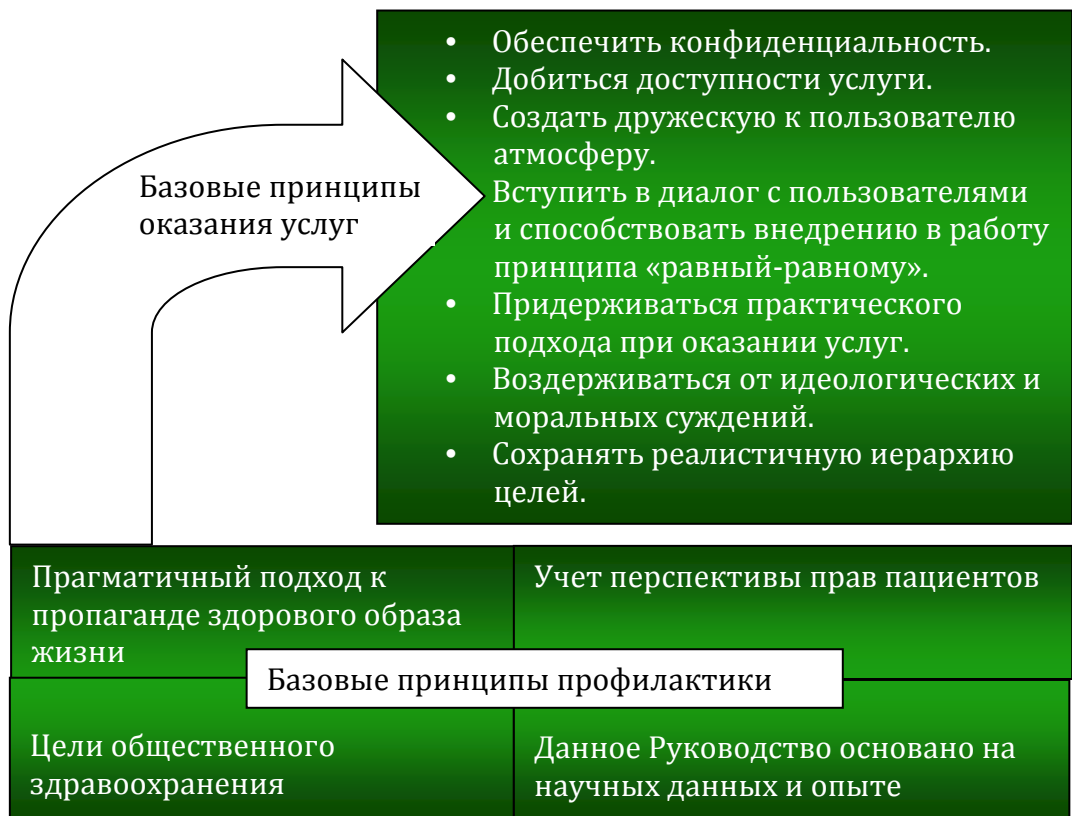 Базовые принципы
оказания услуг
• Обеспечить конфиденциальность.
• Добиться доступности услуги.
• Создать дружескую к пользователю
атмосферу.
Вступить в диалог с пользователями
и способствовать внедрению в работу
принципа «равный-равному».
• Придерживаться практического
подхода при оказании услуг.
• Воздерживаться от идеологических и
моральных суждений.
• Сохранять реалистичную иерархию
целей.
Прагматичный подход к
пропаганде здорового образа
жизни
Учет перспективы прав пациентов
Базовые принципы профилактики
Цели общественного
здравоохранения
Данное Руководство основано на
научных данных и опыте